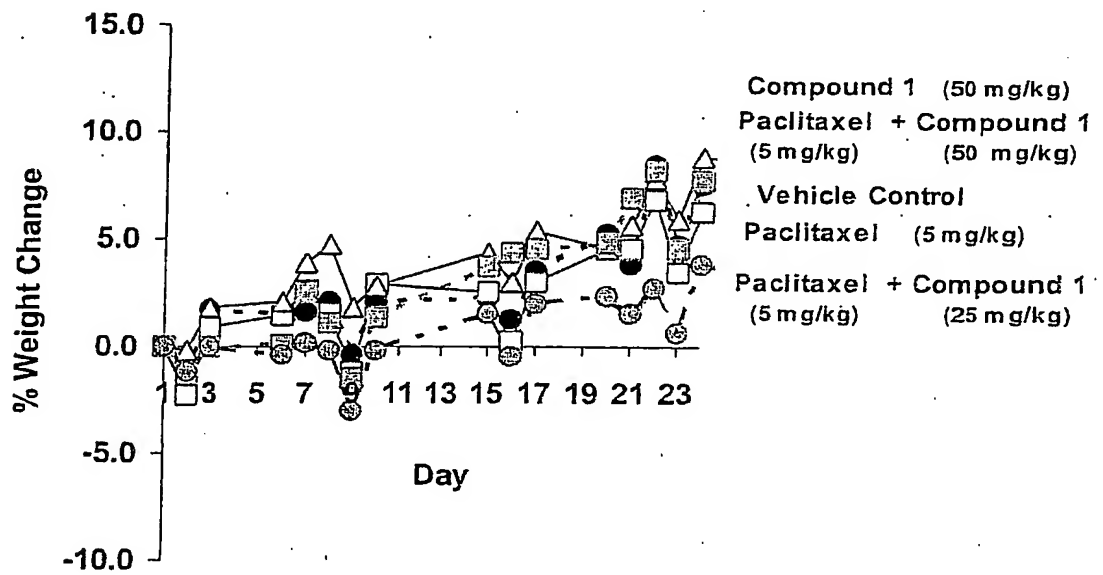 15.0
10.0
5.0
0.0
-5.0
-10.0
% Weight Change
1 3 5 7 9 11 13 15 17 19 21 23
Day
Compound 1 (50 mg/kg)
Paclitaxel + Compound 1
(5 mg/kg) (50 mg/kg)
Vehicle Control
Paclitaxel (5 mg/kg)
Paclitaxel + Compound 1
(5 mg/kg) (25 mg/kg)